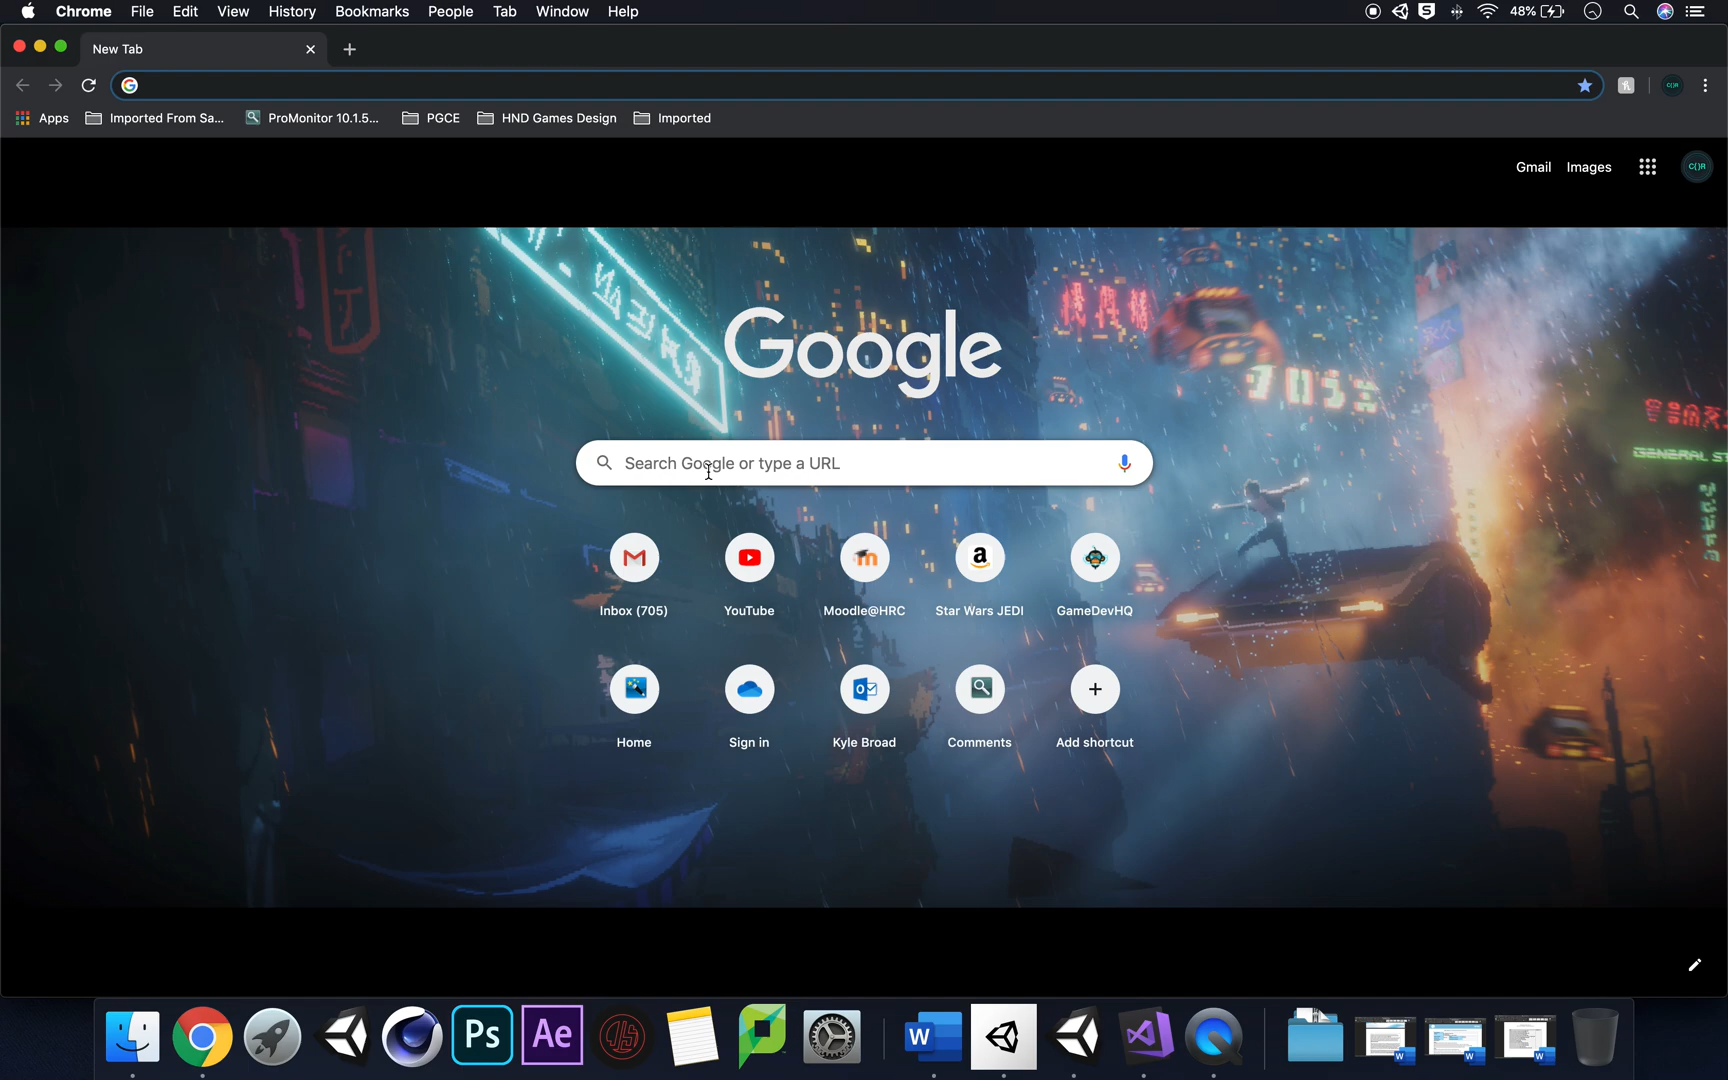 Chrome File Edit View History Bookmarks People Tab Window Help 48%
New Tab
Apps Imported From Sa... ProMonitor 10.1.5... PGCE HND Games Design Imported
Gmail Images C()R
Google
Search Google or type a URL
Inbox (705) YouTube Moodle@HRC Star Wars JEDI GameDevHQ
Home Sign in Kyle Broad Comments Add shortcut
GENERAL ST
Ps Ae W